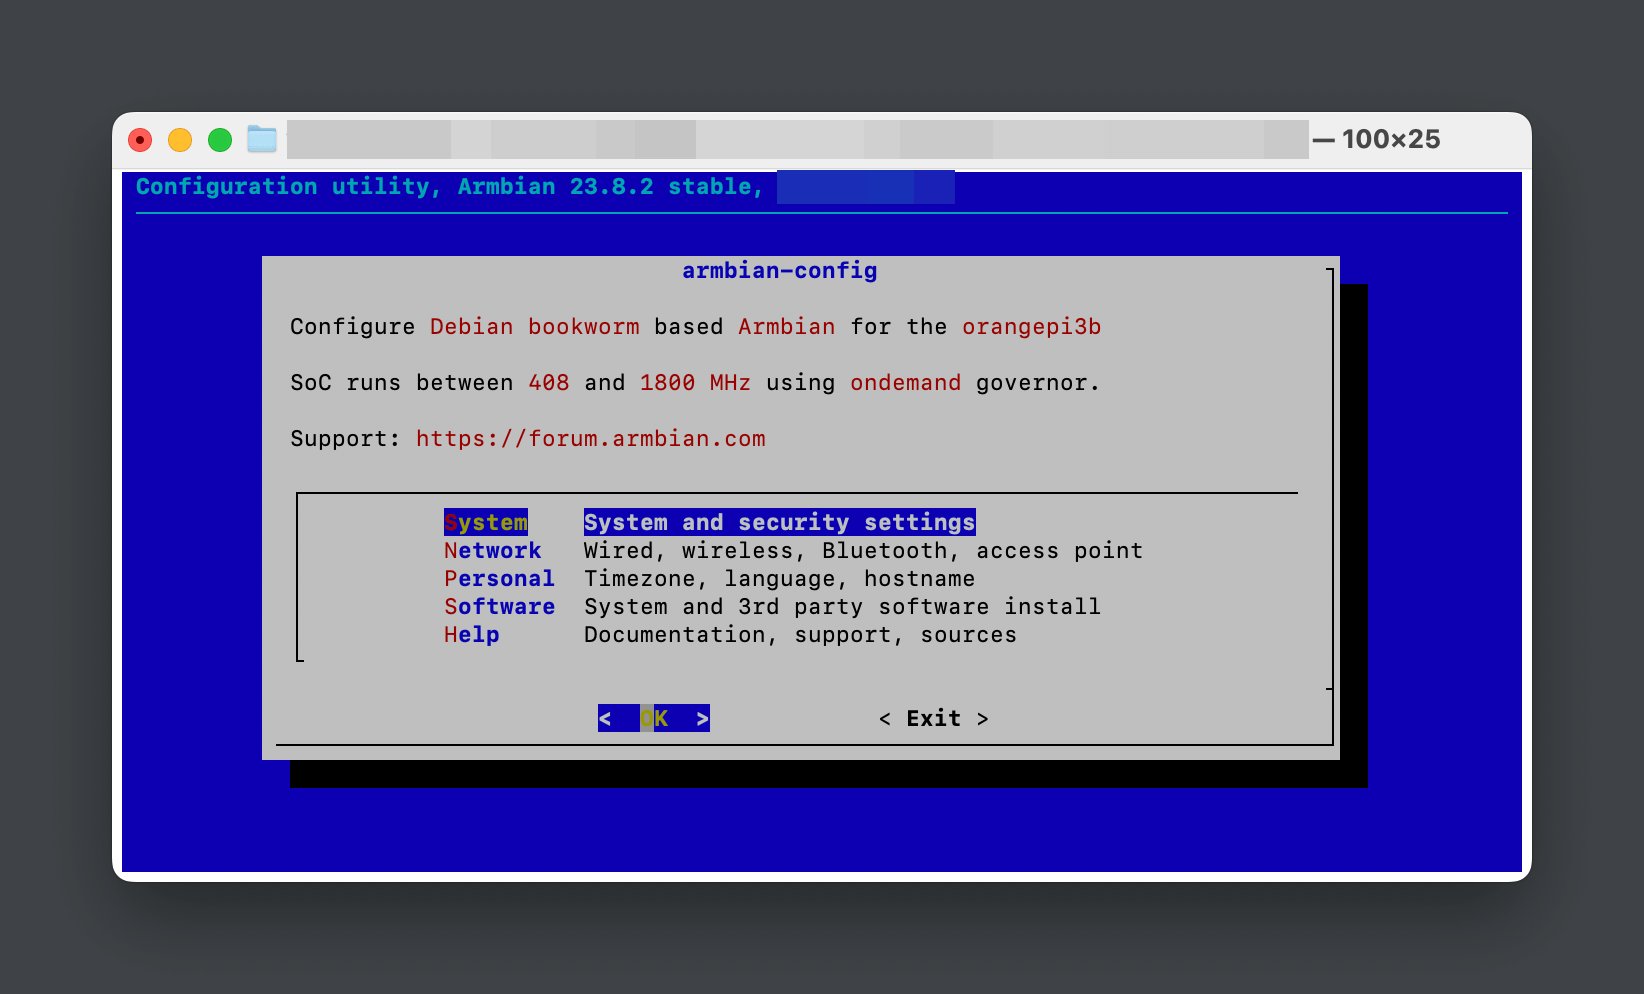 — 100×25
Configuration utility, Armbian 23.8.2 stable,
armbian-config
Configure Debian bookworm based Armbian for the orangepi3b
SoC runs between 408 and 1800 MHz using ondemand governor.
Support: https://forum.armbian.com
System System and security settings
Network Wired, wireless, Bluetooth, access point
Personal Timezone, language, hostname
Software System and 3rd party software install
Help Documentation, support, sources
< OK > < Exit >